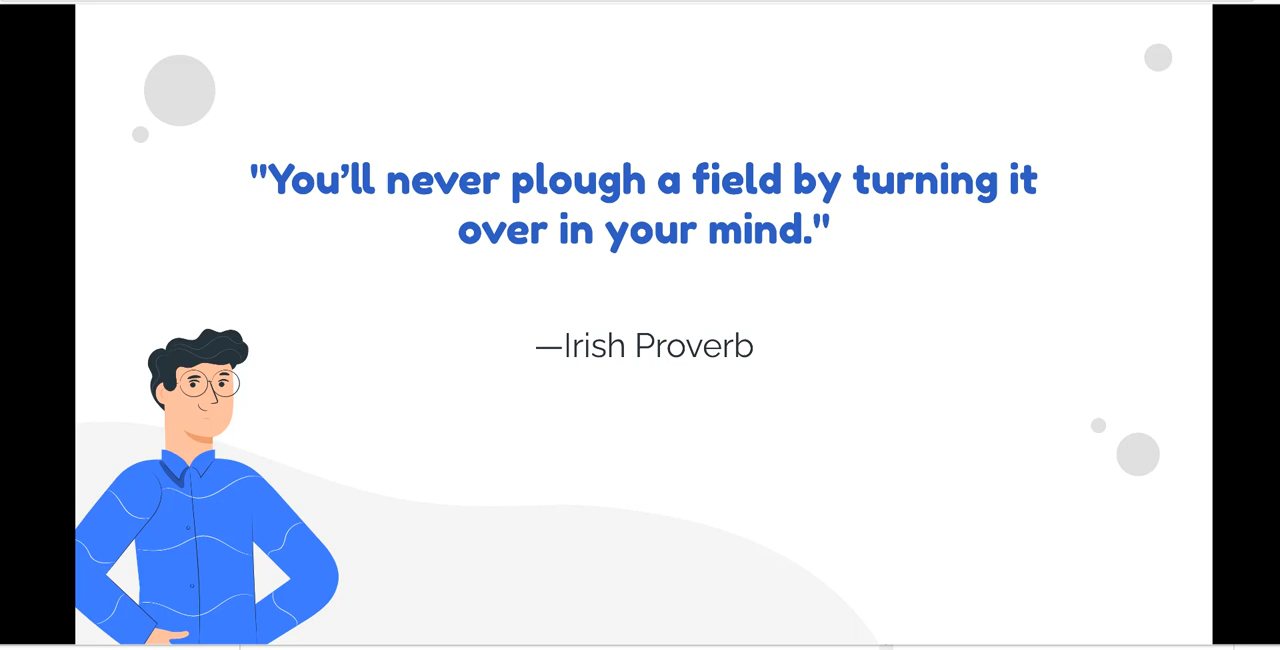 "You’ll never plough a field by turning it
over in your mind."
—Irish Proverb